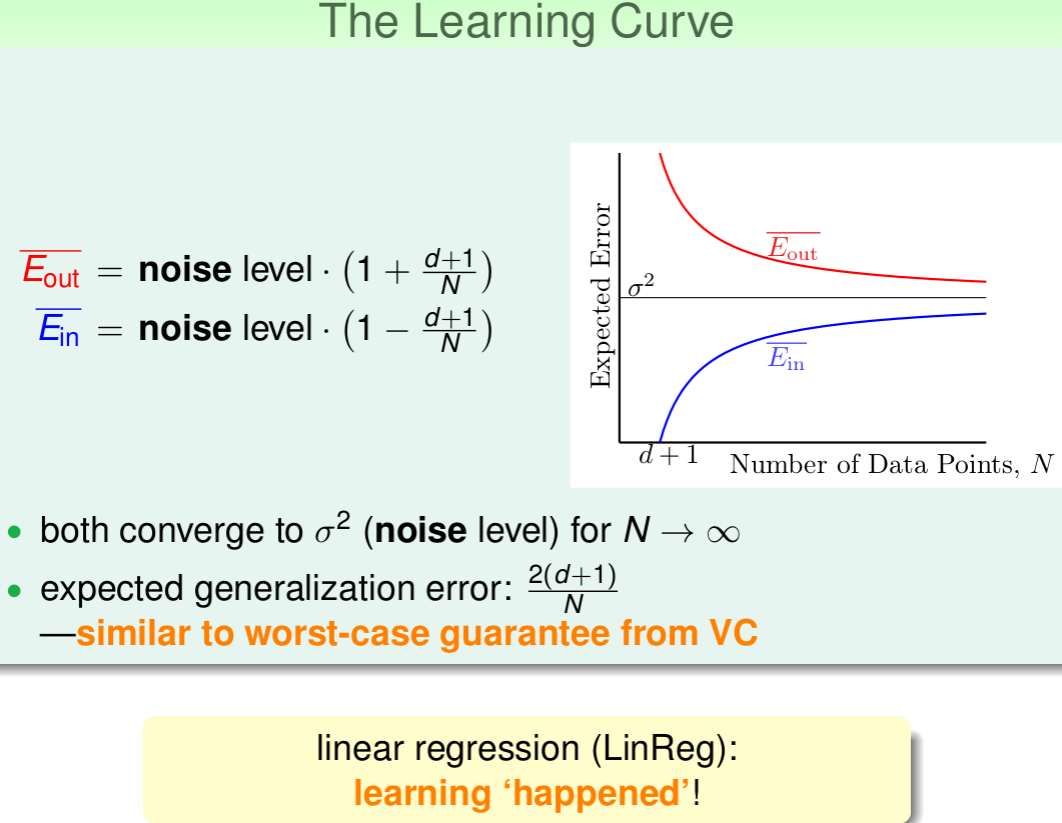 The Learning Curve
$\overline{E_{\text{out}}} = \textbf{noise} \text{ level} \cdot \left(1 + \frac{d+1}{N}\right)$
$\overline{E_{\text{in}}} = \textbf{noise} \text{ level} \cdot \left(1 - \frac{d+1}{N}\right)$
Expected Error
$\overline{E_{\text{out}}}$
$\sigma^2$
$\overline{E_{\text{in}}}$
$d + 1$
Number of Data Points, $N$
• both converge to $\sigma^2$ (noise level) for $N \to \infty$
• expected generalization error: $\frac{2(d+1)}{N}$
—similar to worst-case guarantee from VC
linear regression (LinReg):
learning ‘happened’!